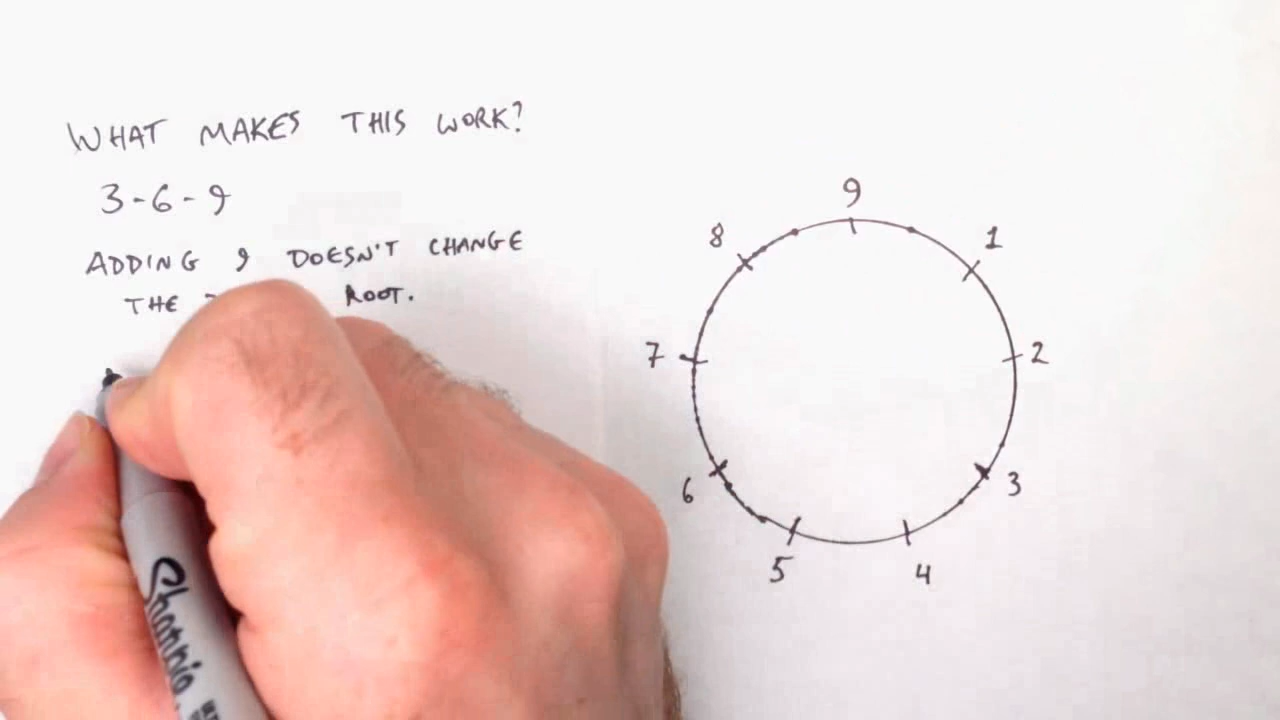 WHAT MAKES THIS WORK?
3-6-9
ADDING 9 DOESN'T CHANGE
THE ROOT.
9
8
1
7
2
6
3
5
4
Sharpie